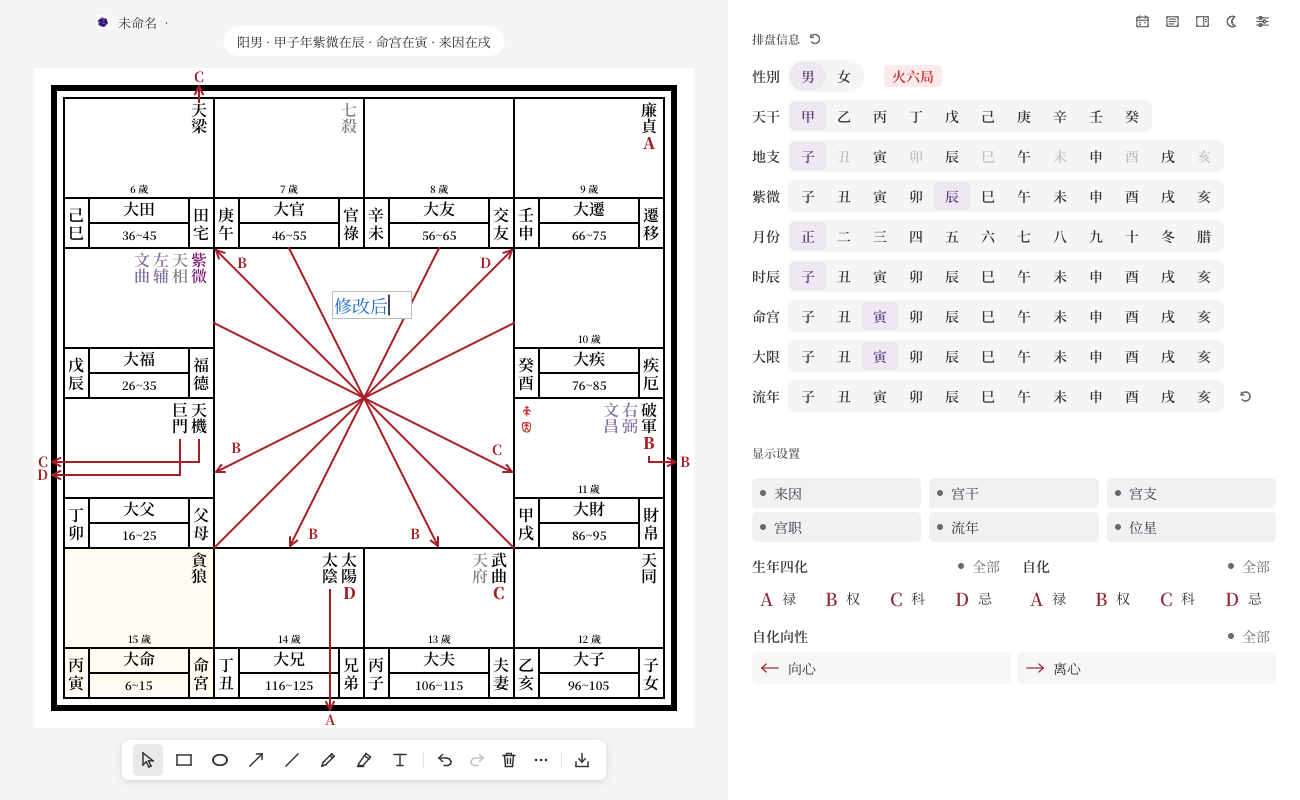 未命名 ·
阳男 · 甲子年紫微在辰 · 命宫在寅 · 来因在戌
C
天梁
6 歲
己巳
大田
36~45
田宅
七殺
7 歲
庚午
大官
46~55
官祿
8 歲
辛未
大友
56~65
交友
廉貞
A
9 歲
壬申
大遷
66~75
遷移
文曲
左辅
天相
紫微
戊辰
大福
26~35
福德
B
D
修改后
10 歲
癸酉
大疾
76~85
疾厄
巨門
天機
C
D
丁卯
大父
16~25
父母
B
C
B
B
文昌
右弼
破軍
B
B
11 歲
甲戌
大財
86~95
財帛
貪狼
15 歲
丙寅
大命
6~15
命宮
太陰
太陽
D
14 歲
丁丑
大兄
116~125
兄弟
A
天府
武曲
C
13 歲
丙子
大夫
106~115
夫妻
天同
12 歲
乙亥
大子
96~105
子女
排盘信息
性别 男 女 火六局
天干 甲 乙 丙 丁 戊 己 庚 辛 壬 癸
地支 子 丑 寅 卯 辰 巳 午 未 申 酉 戌 亥
紫微 子 丑 寅 卯 辰 巳 午 未 申 酉 戌 亥
月份 正 二 三 四 五 六 七 八 九 十 冬 腊
时辰 子 丑 寅 卯 辰 巳 午 未 申 酉 戌 亥
命宫 子 丑 寅 卯 辰 巳 午 未 申 酉 戌 亥
大限 子 丑 寅 卯 辰 巳 午 未 申 酉 戌 亥
流年 子 丑 寅 卯 辰 巳 午 未 申 酉 戌 亥
显示设置
来因 宫干 宫支
宫职 流年 位星
生年四化 全部 自化 全部
A 禄 B 权 C 科 D 忌 A 禄 B 权 C 科 D 忌
自化向性 全部
向心 离心